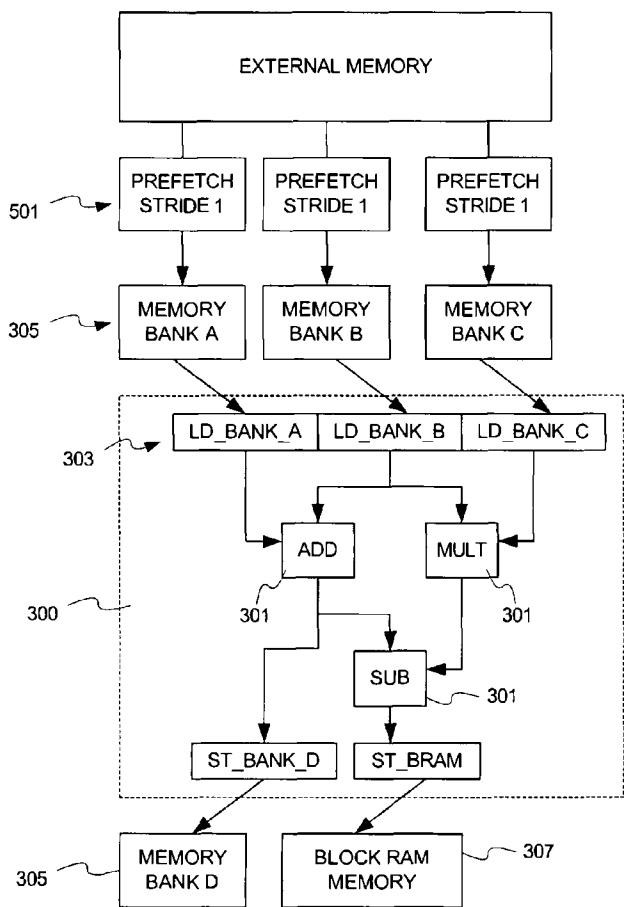 EXTERNAL MEMORY
PREFETCH STRIDE 1
PREFETCH STRIDE 1
PREFETCH STRIDE 1
501
MEMORY BANK A
MEMORY BANK B
MEMORY BANK C
305
LD_BANK_A
LD_BANK_B
LD_BANK_C
303
ADD
MULT
301
301
300
SUB
301
ST_BANK_D
ST_BRAM
MEMORY BANK D
BLOCK RAM MEMORY
307
305